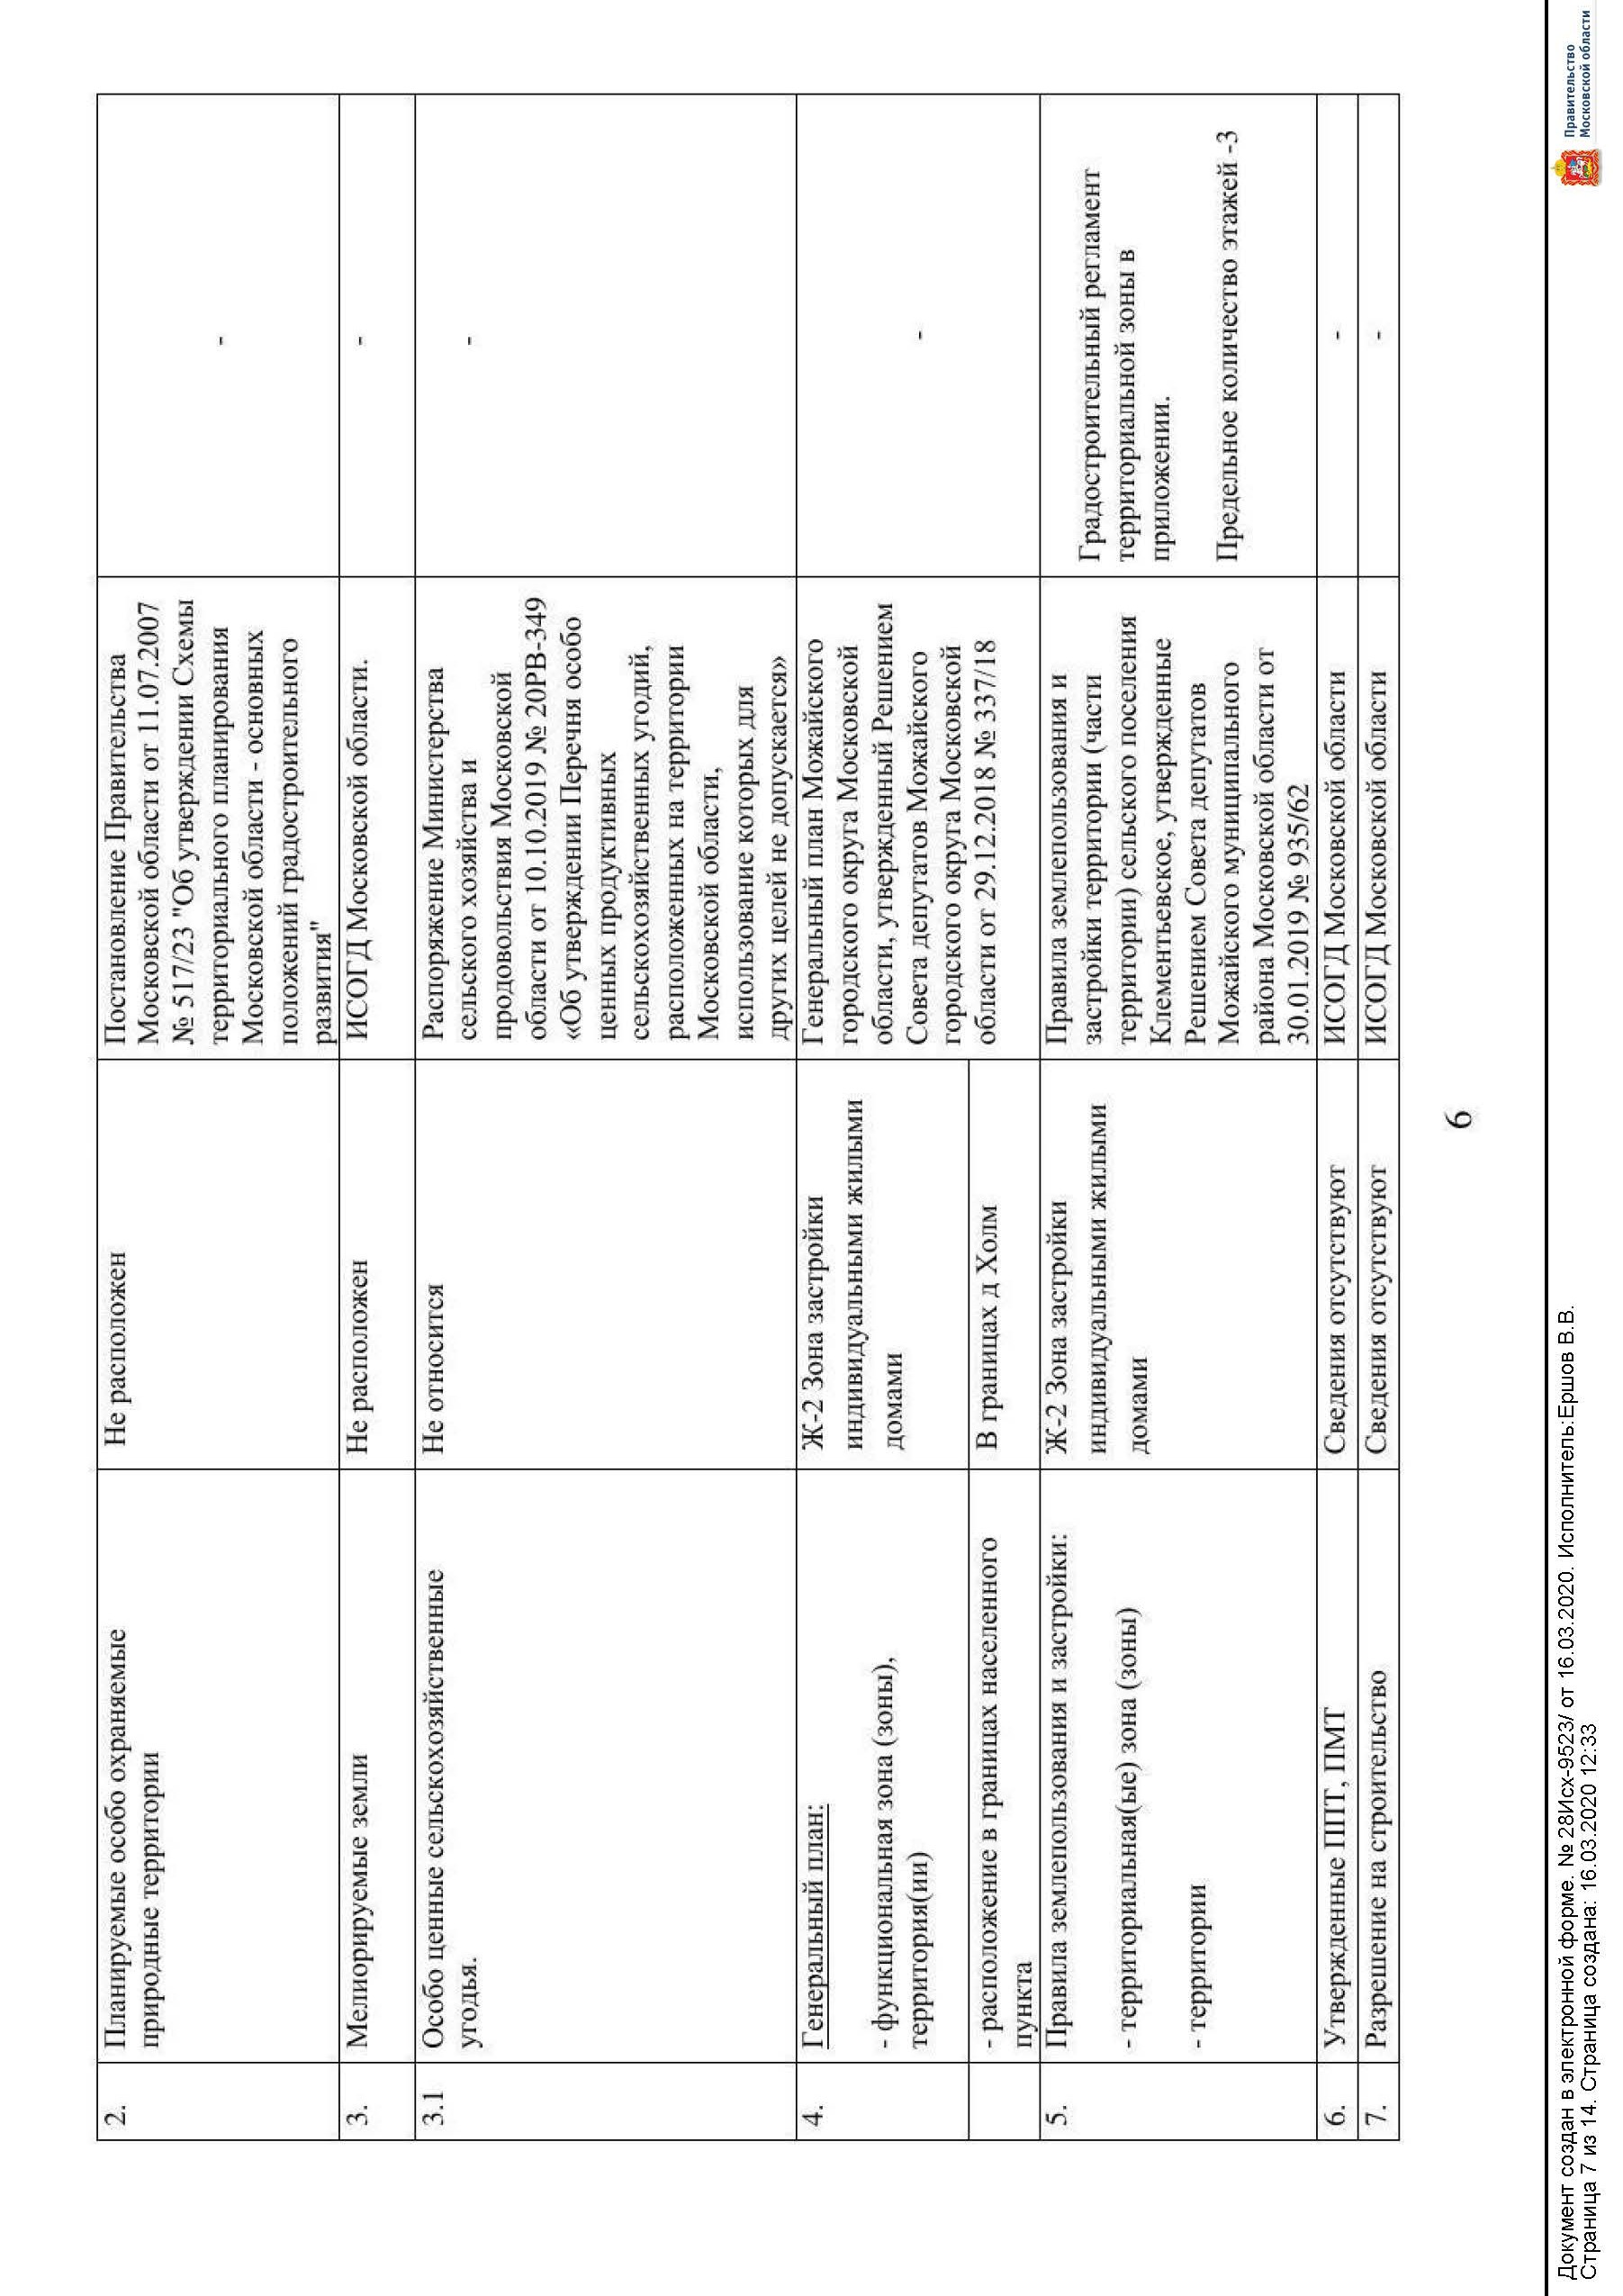 2.
Планируемые особо охраняемые
природные территории
Не расположен
Постановление Правительства
Московской области от 11.07.2007
№ 517/23 "Об утверждении Схемы
территориального планирования
Московской области - основных
положений градостроительного
развития"
-
3.
Мелиорируемые земли
Не расположен
ИСОГД Московской области.
-
3.1
Особо ценные сельскохозяйственные
угодья.
Не относится
Распоряжение Министерства
сельского хозяйства и
продовольствия Московской
области от 10.10.2019 № 20РВ-349
«Об утверждении Перечня особо
ценных продуктивных
сельскохозяйственных угодий,
расположенных на территории
Московской области,
использование которых для
других целей не допускается»
-
4.
Генеральный план:
- функциональная зона (зоны),
территория(ии)
Ж-2 Зона застройки
индивидуальными жилыми
домами
Генеральный план Можайского
городского округа Московской
области, утвержденный Решением
Совета депутатов Можайского
городского округа Московской
области от 29.12.2018 № 337/18
-
- расположение в границах населенного
пункта
В границах д Холм
5.
Правила землепользования и застройки:
- территориальная(ые) зона (зоны)
- территории
Ж-2 Зона застройки
индивидуальными жилыми
домами
Правила землепользования и
застройки территории (части
территории) сельского поселения
Клементьевское, утвержденные
Решением Совета депутатов
Можайского муниципального
района Московской области от
30.01.2019 № 935/62
Градостроительный регламент
территориальной зоны в
приложении.
Предельное количество этажей -3
6.
Утвержденные ППТ, ПМТ
Сведения отсутствуют
ИСОГД Московской области
-
7.
Разрешение на строительство
Сведения отсутствуют
ИСОГД Московской области
-
6
Документ создан в электронной форме. № 28Исх-9523/ от 16.03.2020. Исполнитель:Ершов В.В.
Страница 7 из 14. Страница создана: 16.03.2020 12:33
Правительство
Московской области